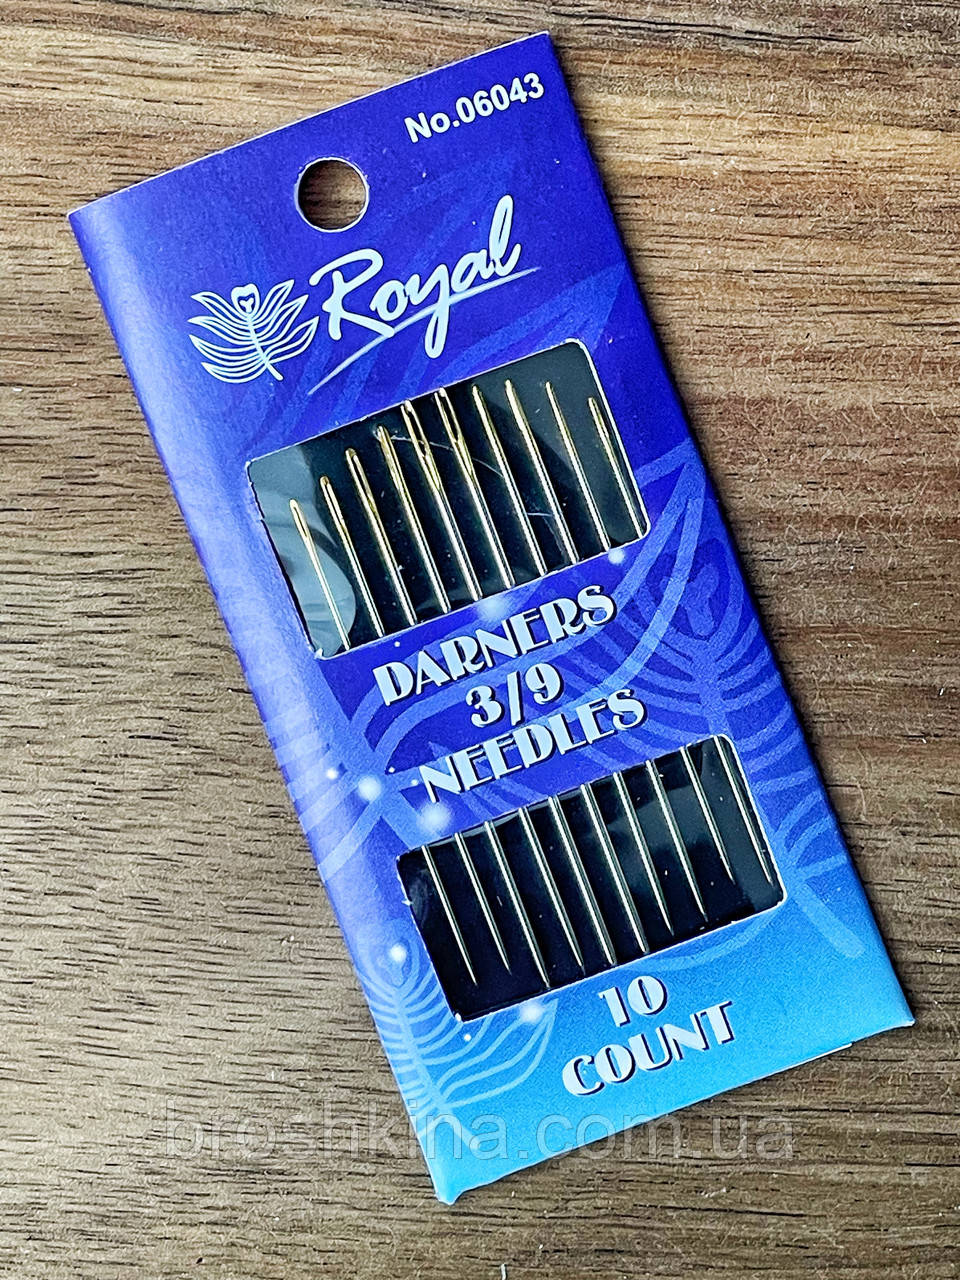 No.06043
Royal
DARNERS
3/9
NEEDLES
10
COUNT
broshkina.com.ua